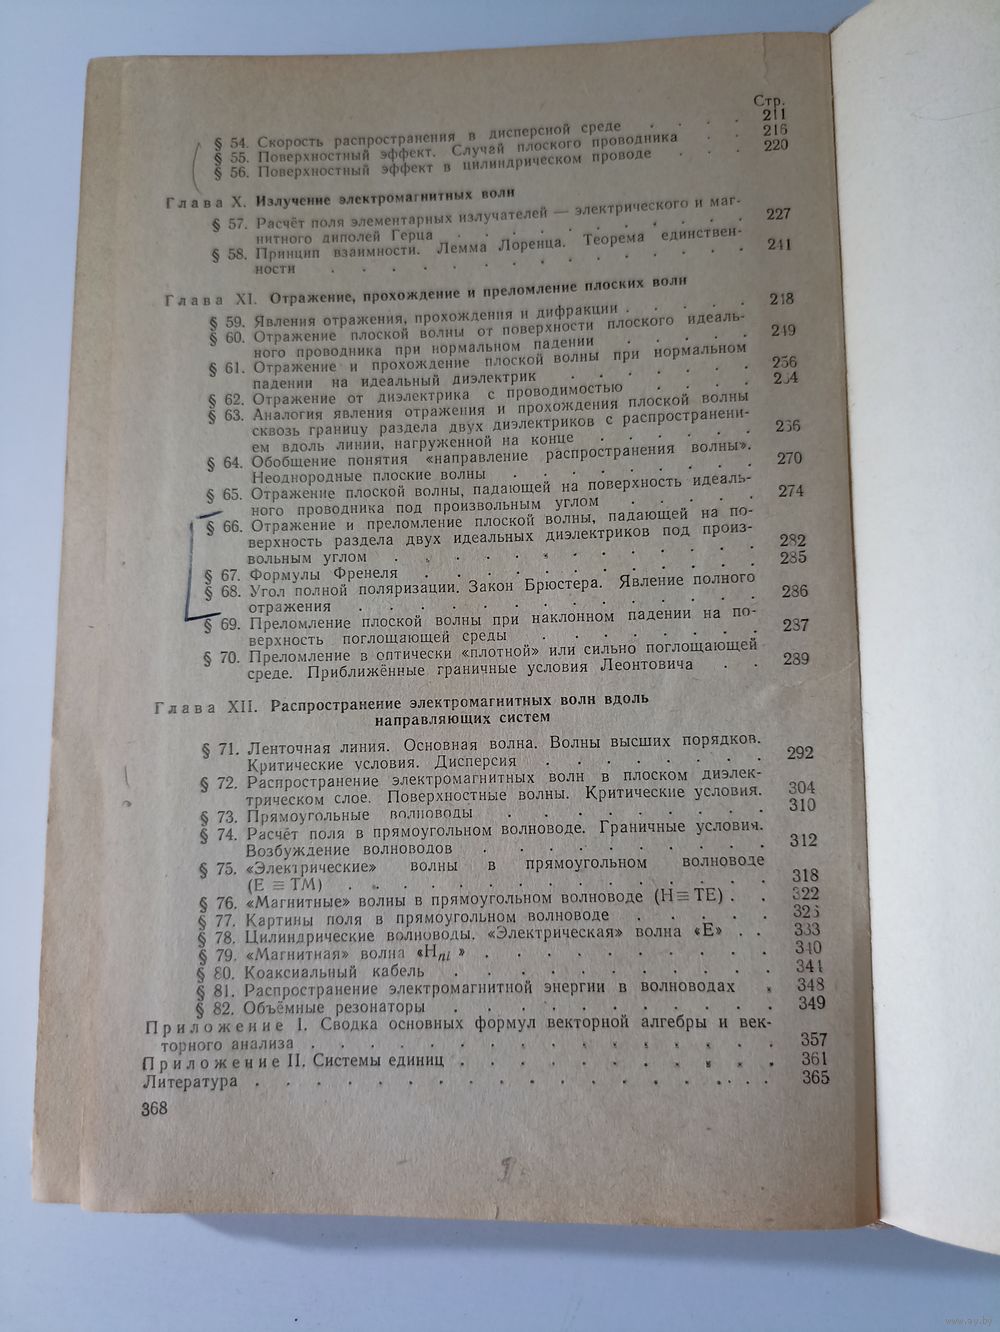 Стр.
§ 54. Скорость распространения в дисперсной среде . . . . 211
§ 55. Поверхностный эффект. Случай плоского проводника . . 216
§ 56. Поверхностный эффект в цилиндрическом проводе . . . 220
Глава X. Излучение электромагнитных волн
§ 57. Расчёт поля элементарных излучателей — электрического и маг-
нитного диполей Герца . . . . . . . . . 227
§ 58. Принцип взаимности. Лемма Лоренца. Теорема единствен-
ности . . . . . . . . . . . . 241
Глава XI. Отражение, прохождение и преломление плоских волн
§ 59. Явления отражения, прохождения и дифракции . . . . 248
§ 60. Отражение плоской волны от поверхности плоского идеаль-
ного проводника при нормальном падении . . . . . 249
§ 61. Отражение и прохождение плоской волны при нормальном
падении на идеальный диэлектрик . . . . . . . 256
§ 62. Отражение от диэлектрика с проводимостью . . . .
§ 63. Аналогия явления отражения и прохождения плоской волны
сквозь границу раздела двух диэлектриков с распространени-
ем вдоль линии, нагруженной на конце . . . . . .
§ 64. Обобщение понятия «направление распространения волны».
Неоднородные плоские волны . . . . . . . . 270
§ 65. Отражение плоской волны, падающей на поверхность идеаль-
ного проводника под произвольным углом . . . . . 274
§ 66. Отражение и преломление плоской волны, падающей на по-
верхность раздела двух идеальных диэлектриков под произ-
вольным углом . . . . . . . . . . . . 282
§ 67. Формулы Френеля . . . . . . . . . . . 285
§ 68. Угол полной поляризации. Закон Брюстера. Явление полного
отражения . . . . . . . . . . . . . 286
§ 69. Преломление плоской волны при наклонном падении на по-
верхность поглощающей среды . . . . . . . 287
§ 70. Преломление в оптически «плотной» или сильно поглощающей
среде. Приближённые граничные условия Леонтовича . . 289
Глава XII. Распространение электромагнитных волн вдоль
направляющих систем
§ 71. Ленточная линия. Основная волна. Волны высших порядков.
Критические условия. Дисперсия . . . . . . . 292
§ 72. Распространение электромагнитных волн в плоском диэлек-
трическом слое. Поверхностные волны. Критические условия. 304
§ 73. Прямоугольные волноводы . . . . . . . . 310
§ 74. Расчёт поля в прямоугольном волноводе. Граничные условия.
Возбуждение волноводов . . . . . . . . . 312
§ 75. «Электрические» волны в прямоугольном волноводе
(E ≡ TM) . . . . . . . . . . . . . 318
§ 76. «Магнитные» волны в прямоугольном волноводе (H ≡ TE) . . 322
§ 77. Картины поля в прямоугольном волноводе . . . . .
§ 78. Цилиндрические волноводы. «Электрическая» волна «E» . . 333
§ 79. «Магнитная» волна «Hnl » . . . . . . . . . 340
§ 80. Коаксиальный кабель . . . . . . . . . . 341
§ 81. Распространение электромагнитной энергии в волноводах . 348
§ 82. Объёмные резонаторы . . . . . . . . . . 349
Приложение I. Сводка основных формул векторной алгебры и век-
торного анализа . . . . . . . . . . . . . . 357
Приложение II. Системы единиц . . . . . . . . . . 361
Литература . . . . . . . . . . . . . . . . . 365
368
www.ay.by